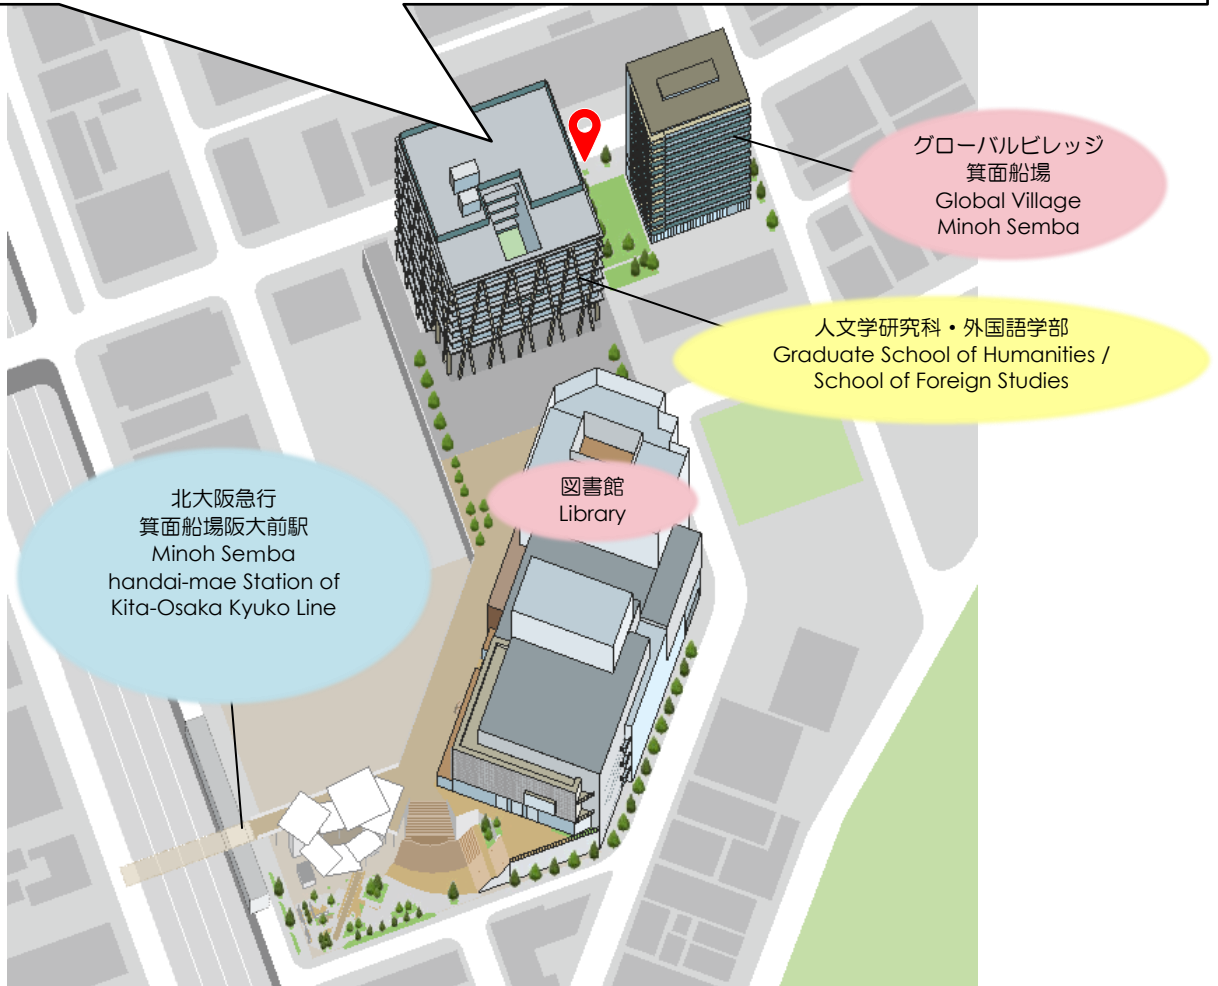 グローバルビレッジ
箕面船場
Global Village
Minoh Semba
人文学研究科・外国語学部
Graduate School of Humanities /
School of Foreign Studies
図書館
Library
北大阪急行
箕面船場阪大前駅
Minoh Semba
handai-mae Station of
Kita-Osaka Kyuko Line